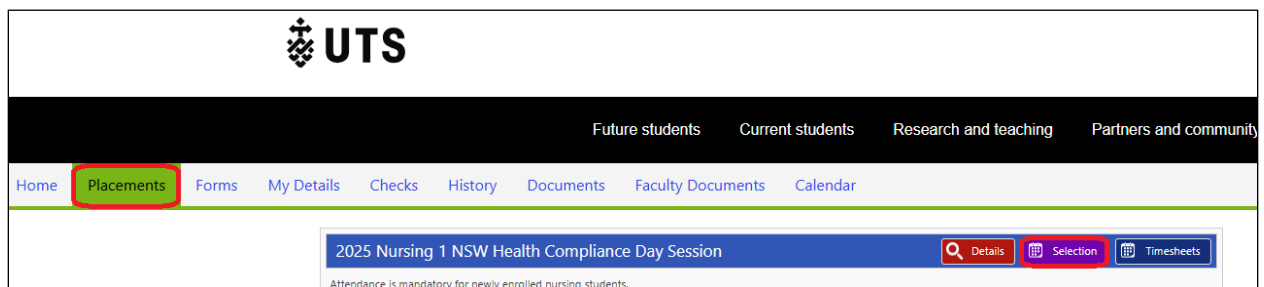 UTS
Future students Current students Research and teaching Partners and community
Home Placements Forms My Details Checks History Documents Faculty Documents Calendar
2025 Nursing 1 NSW Health Compliance Day Session Details Selection Timesheets
Attendance is mandatory for newly enrolled nursing students.